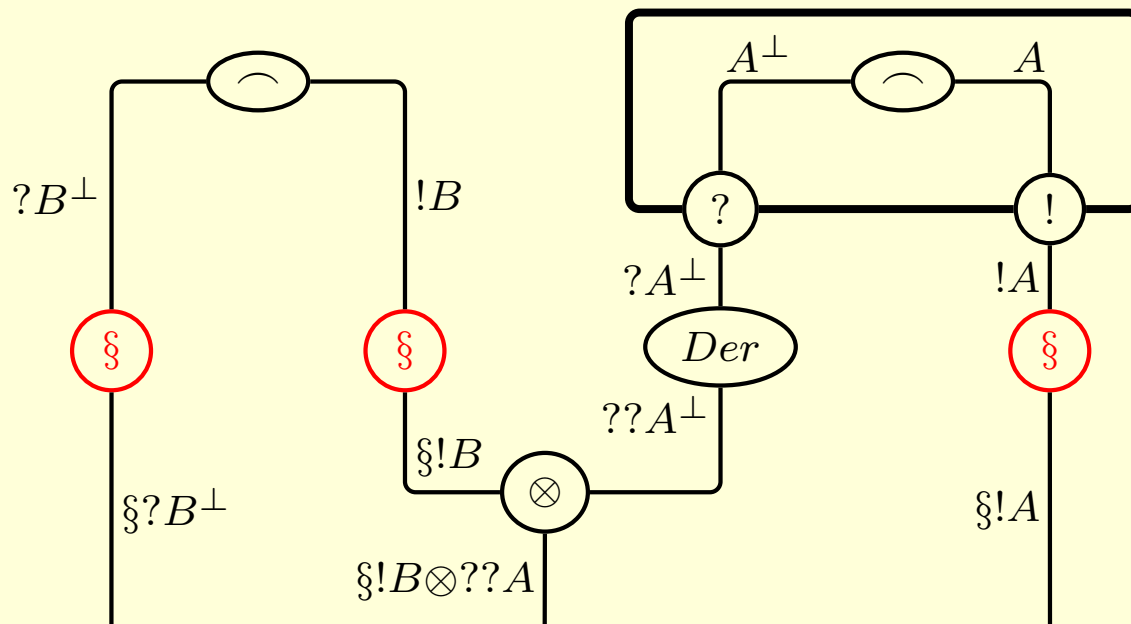 ⌢ ⌢
A⊥ A
?B⊥ !B ? !
?A⊥ !A
§ § Der §
??A⊥
§!B ⊗
§?B⊥ §!A
§!B⊗??A